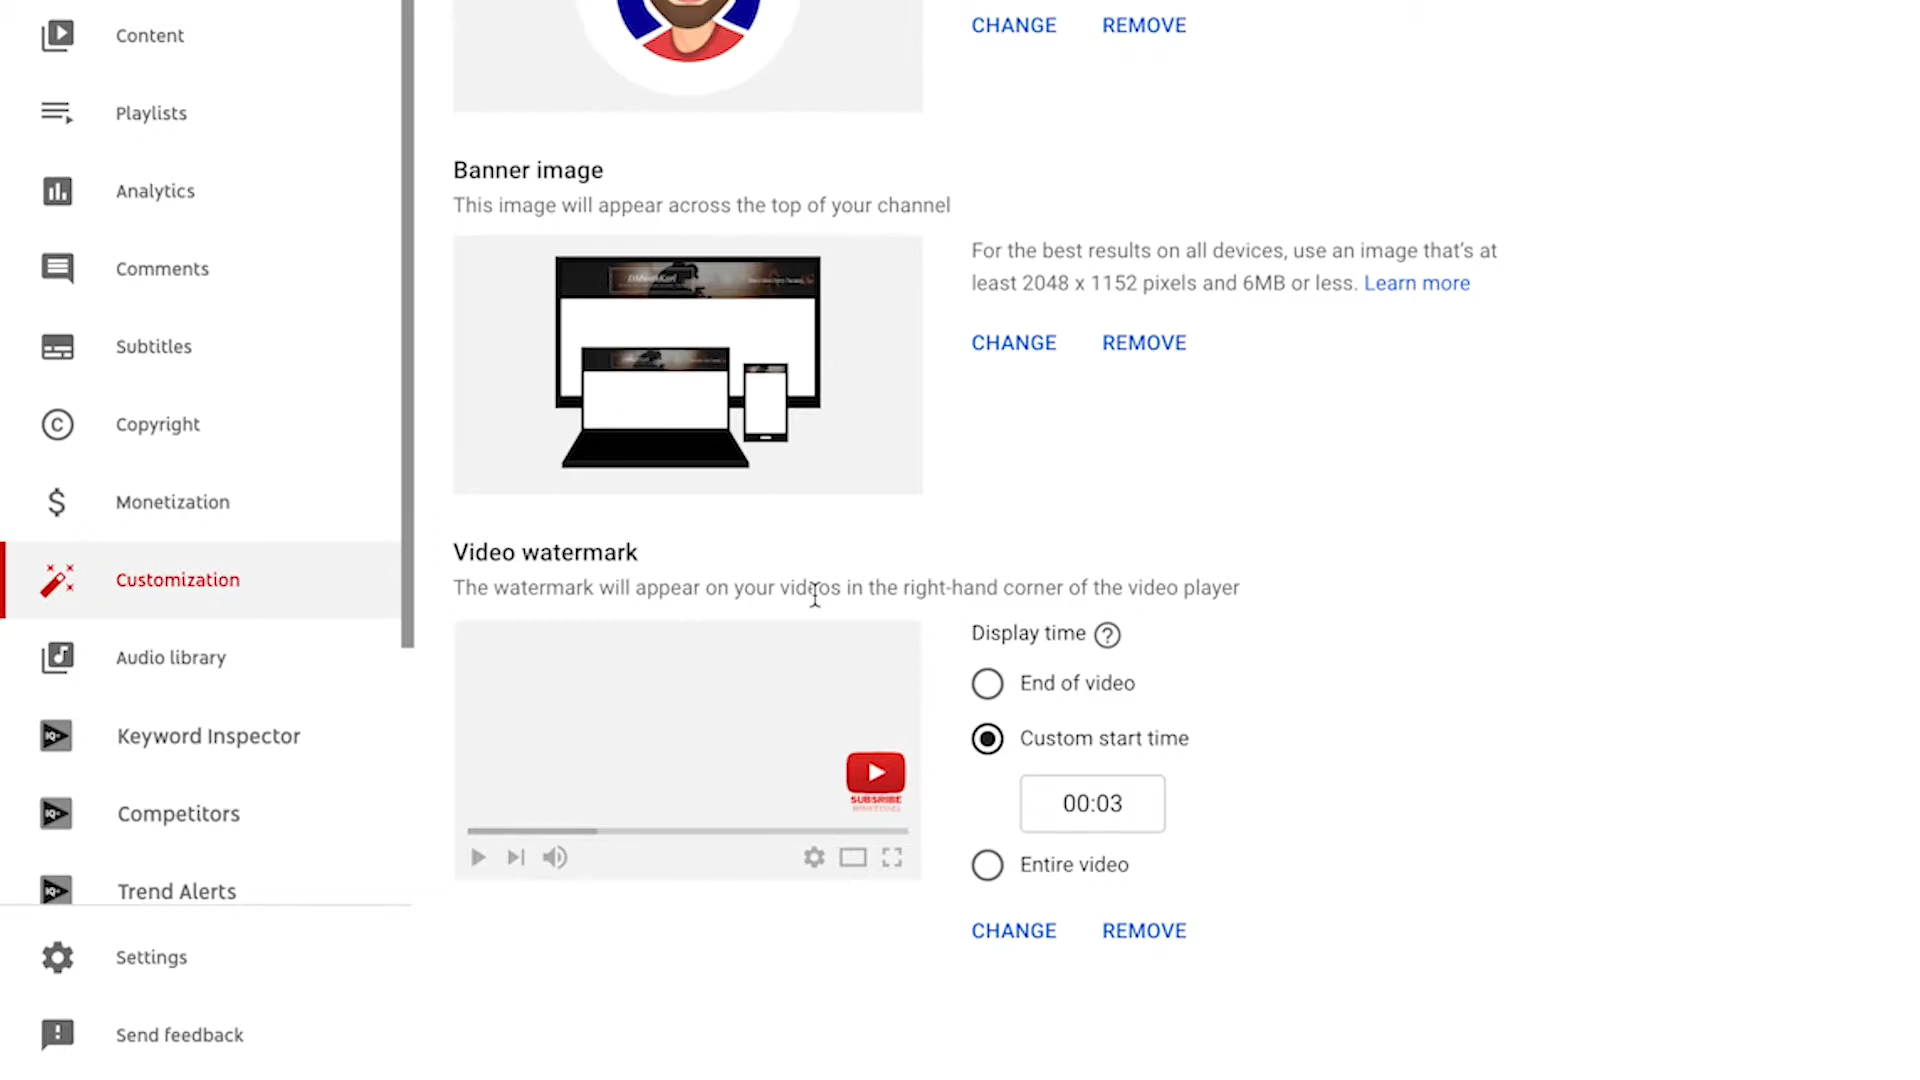 Content
Playlists
Analytics
Comments
Subtitles
Copyright
Monetization
Customization
Audio library
Keyword Inspector
Competitors
Trend Alerts
Settings
Send feedback
CHANGE REMOVE
Banner image
This image will appear across the top of your channel
For the best results on all devices, use an image that's at
least 2048 x 1152 pixels and 6MB or less. Learn more
CHANGE REMOVE
Video watermark
The watermark will appear on your videos in the right-hand corner of the video player
SUBSRIBE
Display time
End of video
Custom start time
00:03
Entire video
CHANGE REMOVE